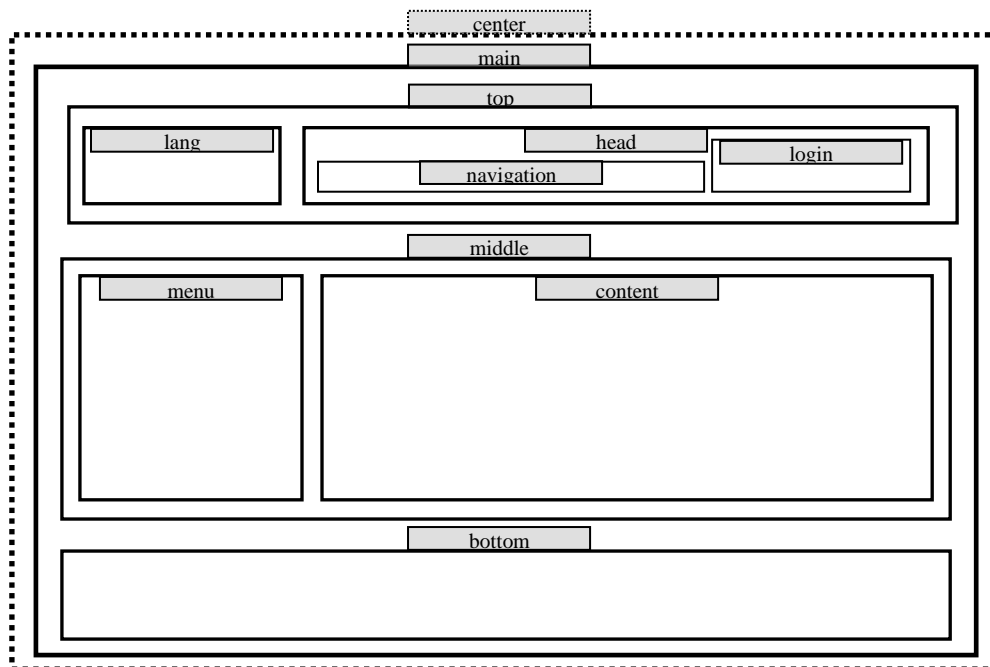 center
main
top
lang
head
login
navigation
middle
menu
content
bottom